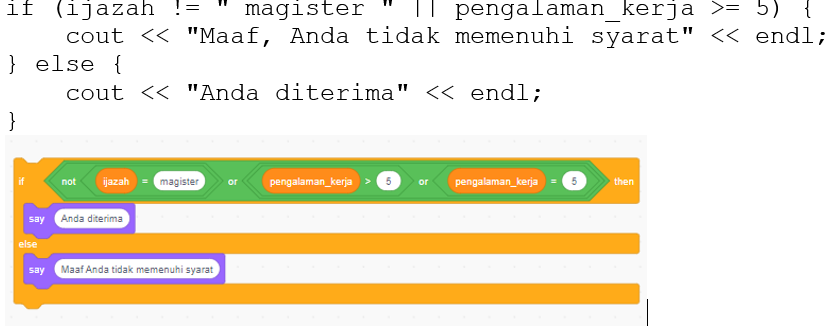 if (ijazah != " magister " || pengalaman_kerja >= 5) {
cout << "Maaf, Anda tidak memenuhi syarat" << endl;
} else {
cout << "Anda diterima" << endl;
}
if not ijazah = magister or pengalaman_kerja > 5 or pengalaman_kerja = 5 then
say Anda diterima
else
say Maaf Anda tidak memenuhi syarat